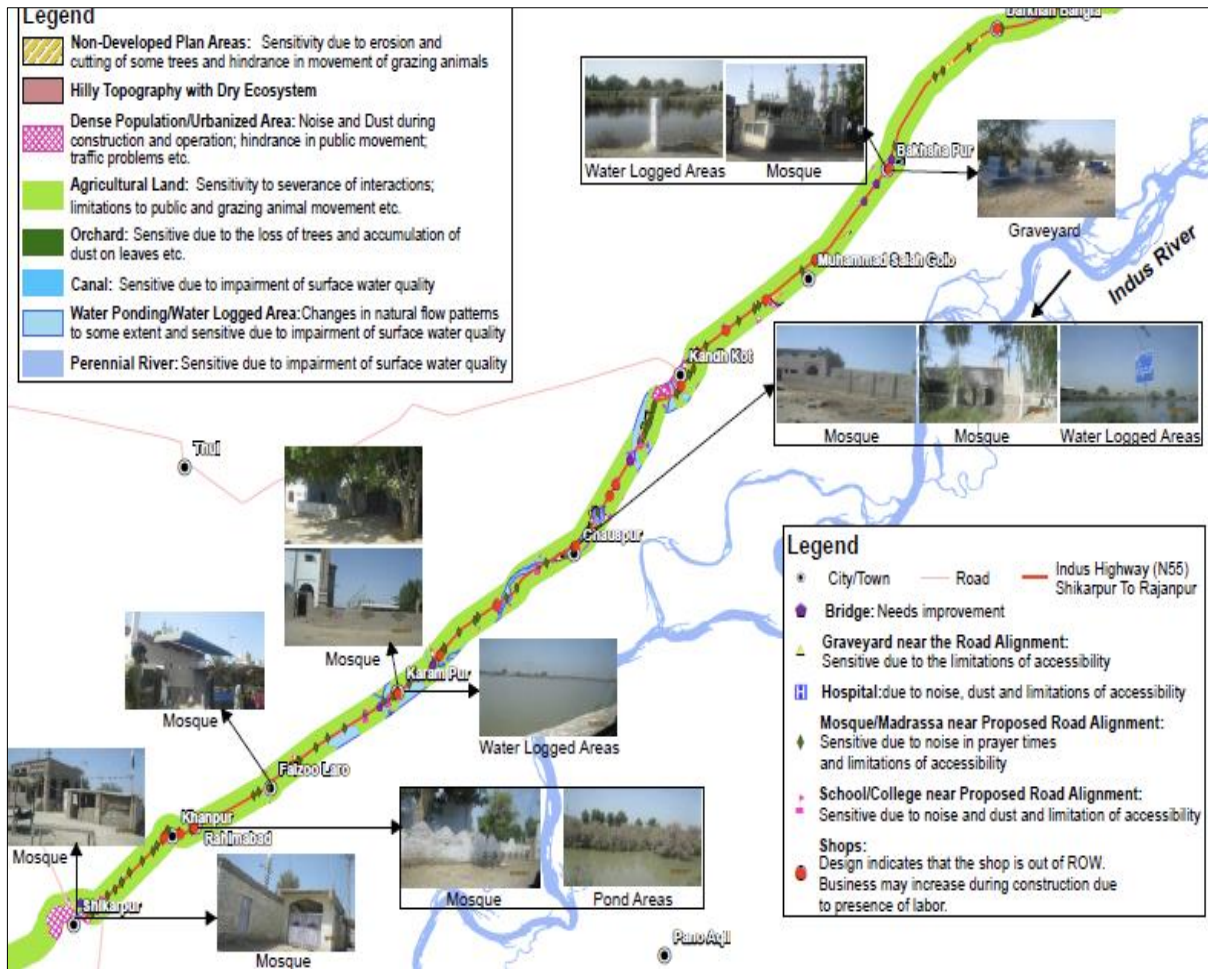 Legend
Non-Developed Plan Areas: Sensitivity due to erosion and
cutting of some trees and hindrance in movement of grazing animals
Hilly Topography with Dry Ecosystem
Dense Population/Urbanized Area: Noise and Dust during
construction and operation; hindrance in public movement;
traffic problems etc.
Agricultural Land: Sensitivity to severance of interactions;
limitations to public and grazing animal movement etc.
Orchard: Sensitive due to the loss of trees and accumulation of
dust on leaves etc.
Canal: Sensitive due to impairment of surface water quality
Water Ponding/Water Logged Area: Changes in natural flow patterns
to some extent and sensitive due to impairment of surface water quality
Perennial River: Sensitive due to impairment of surface water quality
Darkhan Bangla
Water Logged Areas
Mosque
Bakhsha Pur
Graveyard
Indus River
Muhammad Salah Golo
Kandh Kot
Mosque
Mosque
Water Logged Areas
Thul
Ghauspur
Mosque
Karam Pur
Water Logged Areas
Mosque
Faizoo Laro
Khanpur
Rahimabad
Mosque
Mosque
Pond Areas
Shikarpur
Mosque
Pano Aqil
Legend
City/Town
Road
Indus Highway (N55)
Shikarpur To Rajanpur
Bridge: Needs improvement
Graveyard near the Road Alignment:
Sensitive due to the limitations of accessibility
Hospital: due to noise, dust and limitations of accessibility
Mosque/Madrassa near Proposed Road Alignment:
Sensitive due to noise in prayer times
and limitations of accessibility
School/College near Proposed Road Alignment:
Sensitive due to noise and dust and limitation of accessibility
Shops:
Design indicates that the shop is out of ROW.
Business may increase during construction due
to presence of labor.